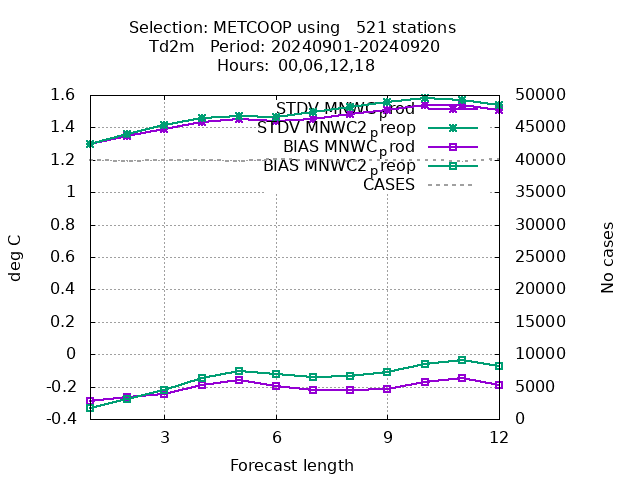 Selection: METCOOP using   521 stations
Td2m   Period: 20240901-20240920
Hours:  00,06,12,18
1.6
1.4
1.2
1
0.8
0.6
0.4
0.2
0
-0.2
-0.4
deg C
STDV MNWC_prod
STDV MNWC2_preop
BIAS MNWC_prod
BIAS MNWC2_preop
CASES
50000
45000
40000
35000
30000
25000
20000
15000
10000
5000
0
No cases
3 6 9 12
Forecast length